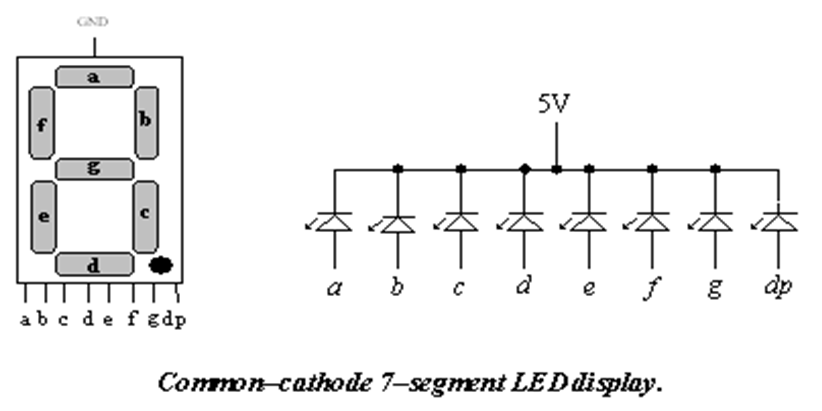 GND
a
f
b
g
e
c
d
a b c d e f g dp
5V
a b c d e f g dp
Common-cathode 7-segment LED display.